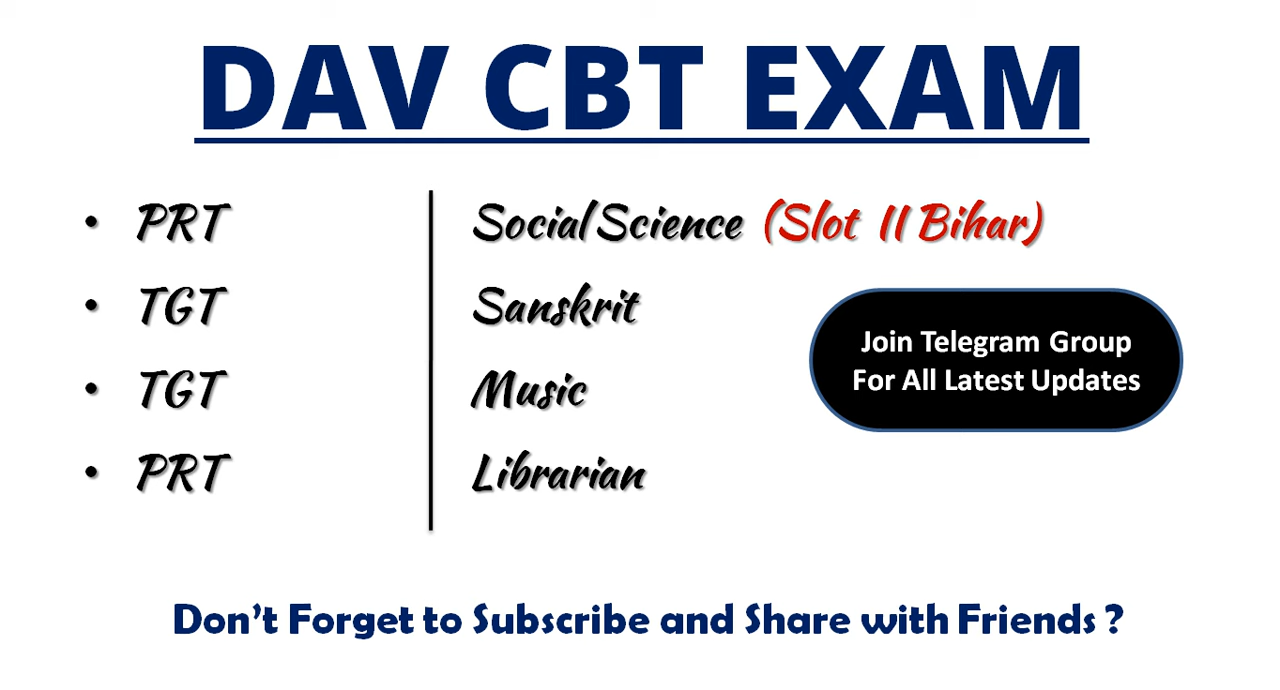 DAV CBT EXAM
• PRT Social Science (Slot II Bihar)
• TGT Sanskrit
• TGT Music
• PRT Librarian
Join Telegram Group
For All Latest Updates
Don't Forget to Subscribe and Share with Friends ?